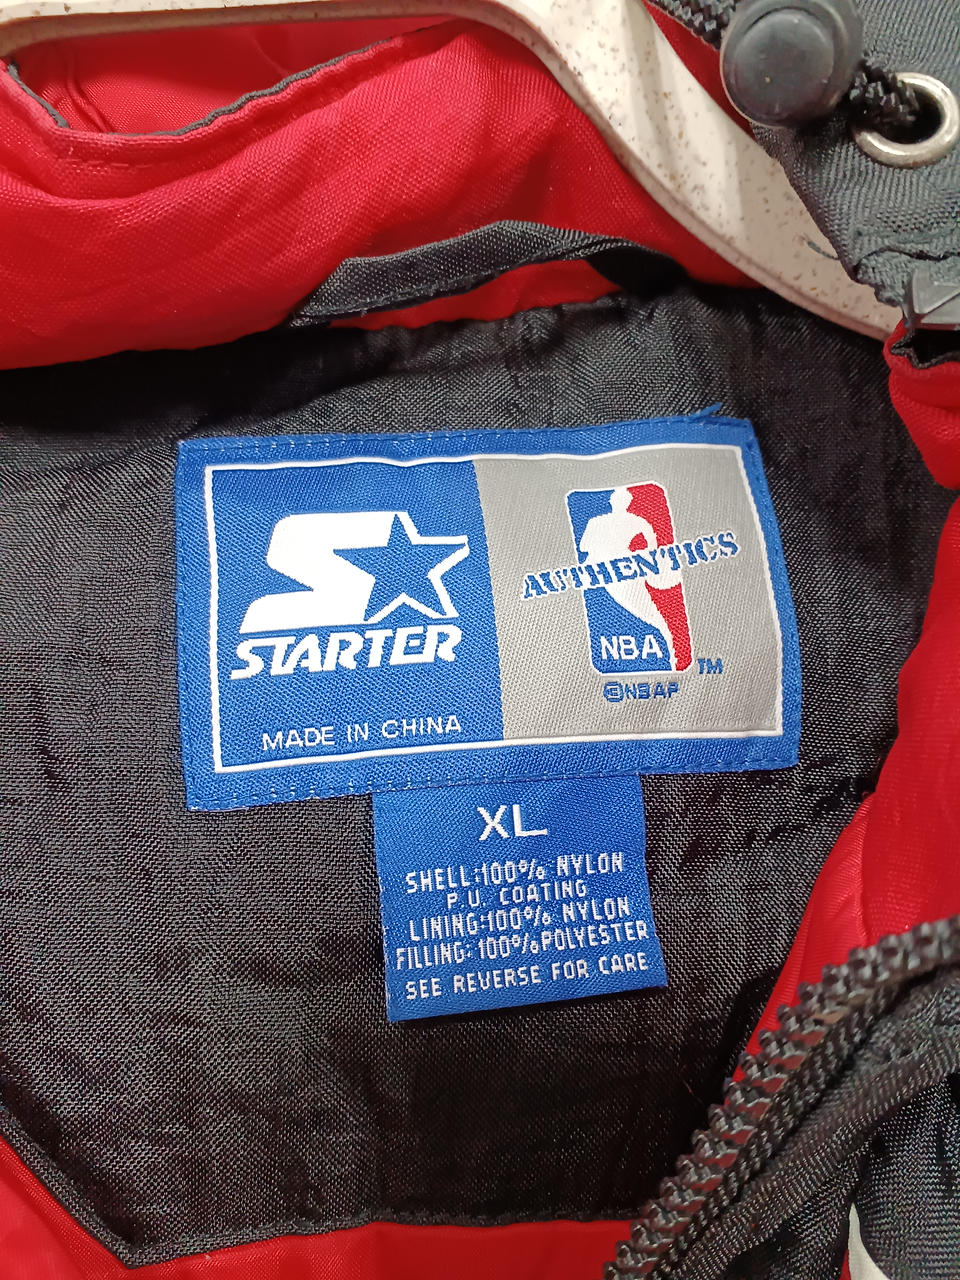 STARTER
MADE IN CHINA
AUTHENTICS
NBA
TM
©NBAP
XL
SHELL:100% NYLON
P.U. COATING
LINING:100% NYLON
FILLING:100%POLYESTER
SEE REVERSE FOR CARE